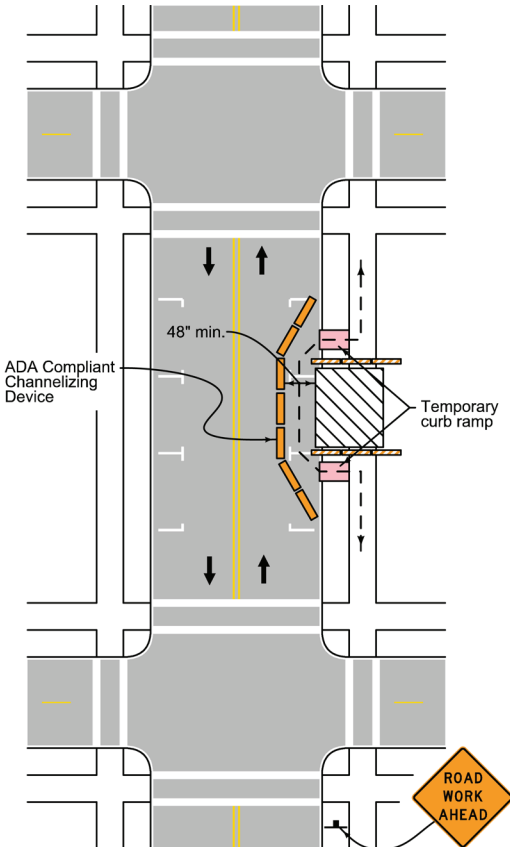 48" min.
ADA Compliant
Channelizing
Device
Temporary
curb ramp
ROAD
WORK
AHEAD